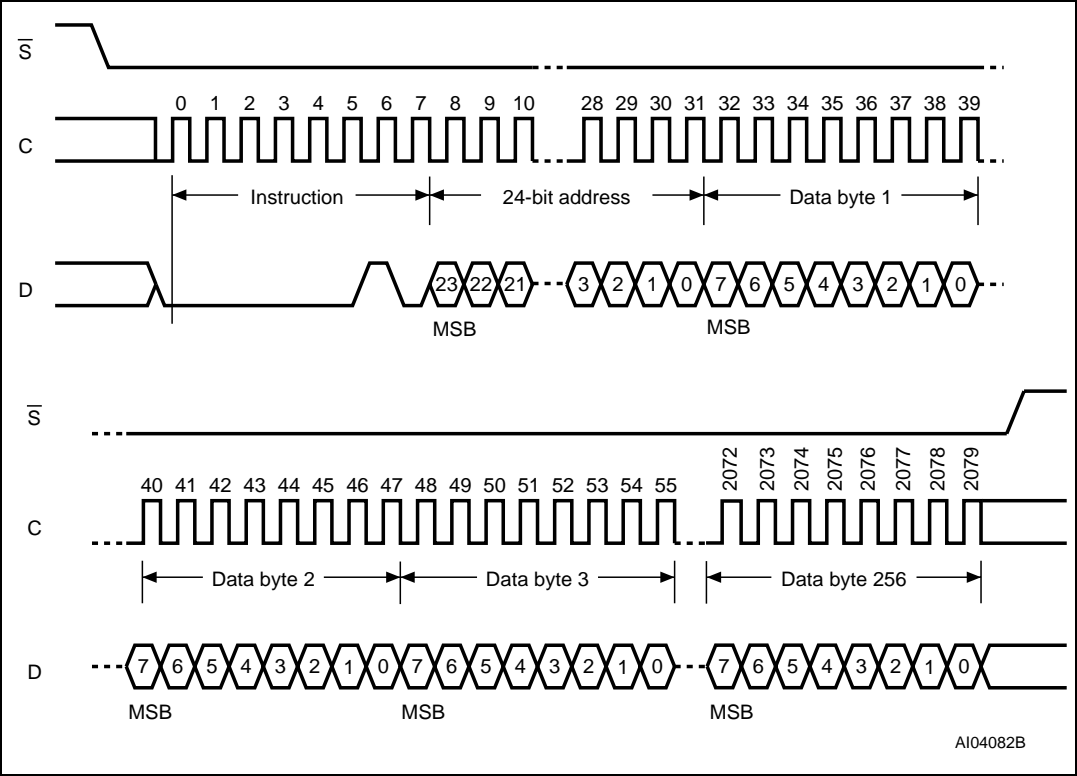 S̅
0 1 2 3 4 5 6 7 8 9 10 28 29 30 31 32 33 34 35 36 37 38 39
C
Instruction 24-bit address Data byte 1
D
23 22 21 3 2 1 0 7 6 5 4 3 2 1 0
MSB MSB
S̅
2072 2073 2074 2075 2076 2077 2078 2079
40 41 42 43 44 45 46 47 48 49 50 51 52 53 54 55
C
Data byte 2 Data byte 3 Data byte 256
D
7 6 5 4 3 2 1 0 7 6 5 4 3 2 1 0 7 6 5 4 3 2 1 0
MSB MSB MSB
AI04082B